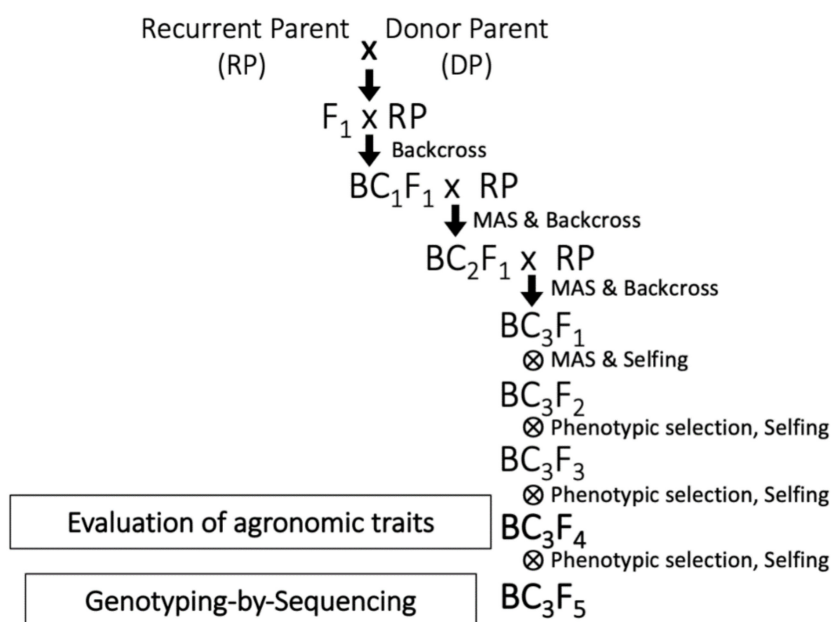 Recurrent Parent x Donor Parent
(RP) (DP)
F₁ x RP
Backcross
BC₁F₁ x RP
MAS & Backcross
BC₂F₁ x RP
MAS & Backcross
BC₃F₁
⊗ MAS & Selfing
BC₃F₂
⊗ Phenotypic selection, Selfing
BC₃F₃
⊗ Phenotypic selection, Selfing
Evaluation of agronomic traits BC₃F₄
⊗ Phenotypic selection, Selfing
Genotyping-by-Sequencing BC₃F₅